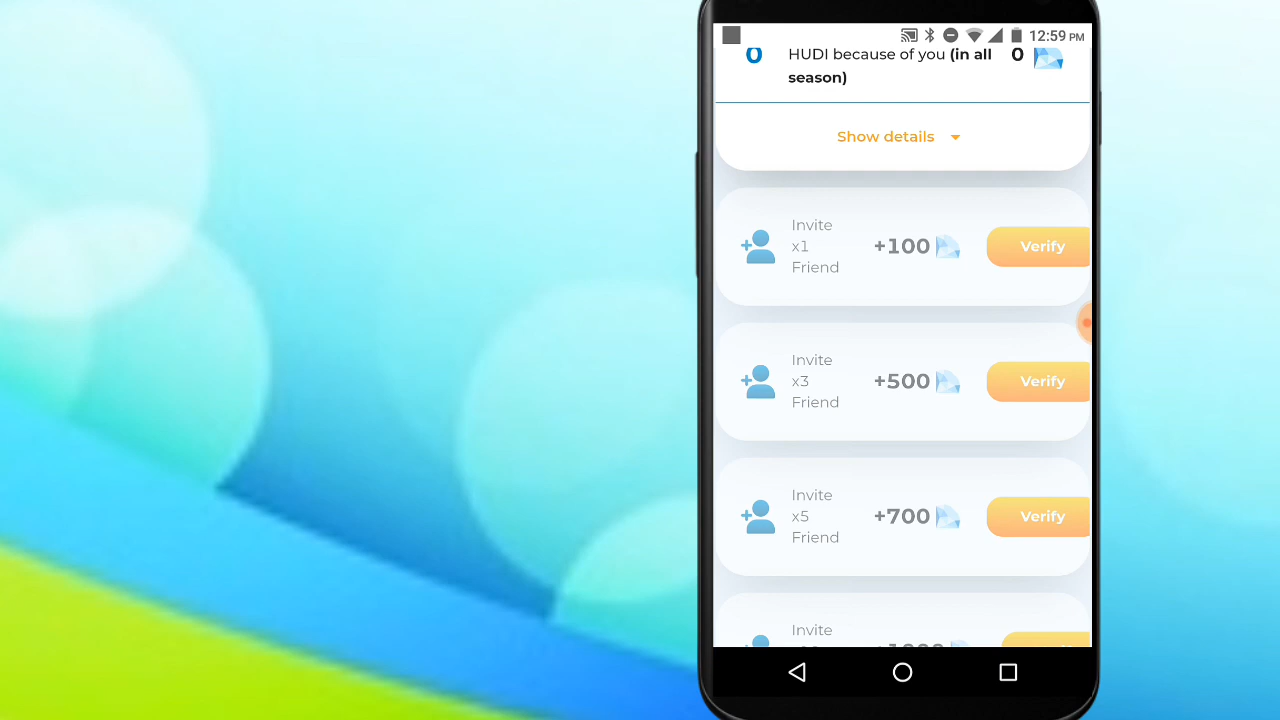 12:59 PM
0
HUDI because of you (in all
0
season)
Show details
Invite
x1
Friend
+100
Verify
Invite
x3
Friend
+500
Verify
Invite
x5
Friend
+700
Verify
Invite